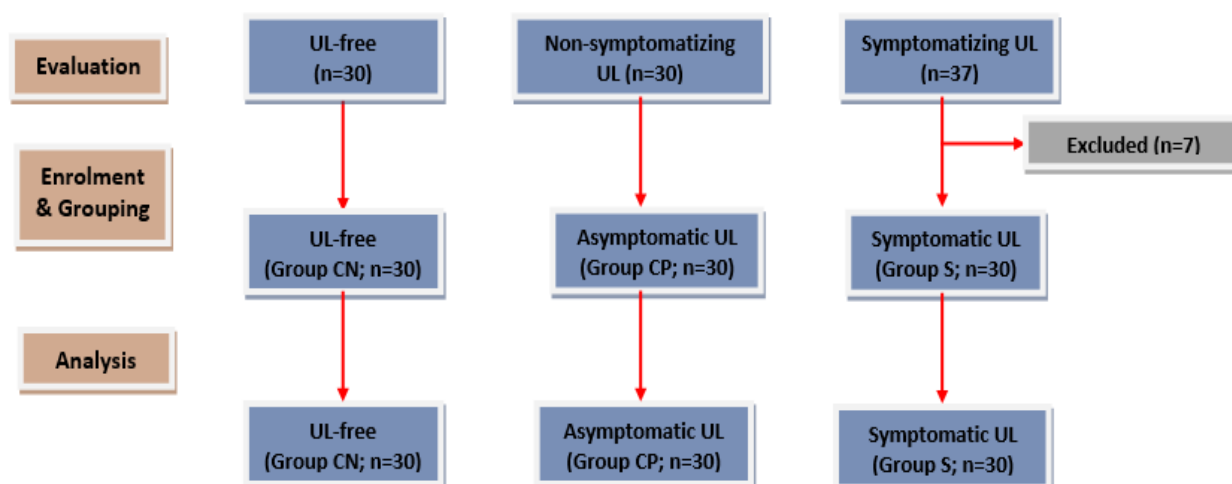 Evaluation
UL-free
(n=30)
Non-symptomatizing
UL (n=30)
Symptomatizing UL
(n=37)
Excluded (n=7)
Enrolment
& Grouping
UL-free
(Group CN; n=30)
Asymptomatic UL
(Group CP; n=30)
Symptomatic UL
(Group S; n=30)
Analysis
UL-free
(Group CN; n=30)
Asymptomatic UL
(Group CP; n=30)
Symptomatic UL
(Group S; n=30)